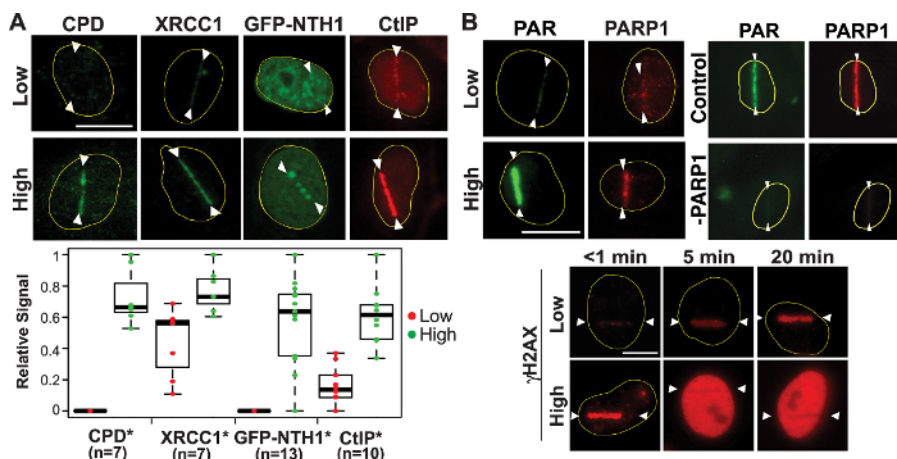 A
CPD XRCC1 GFP-NTH1 CtIP
Low
High
Relative Signal
1.0
0.8
0.6
0.4
0.2
0
Low
High
CPD* XRCC1* GFP-NTH1* CtIP*
(n=7) (n=7) (n=13) (n=10)
B
PAR PARP1
Low
High
PAR PARP1
Control
-PARP1
<1 min 5 min 20 min
γH2AX
Low
High